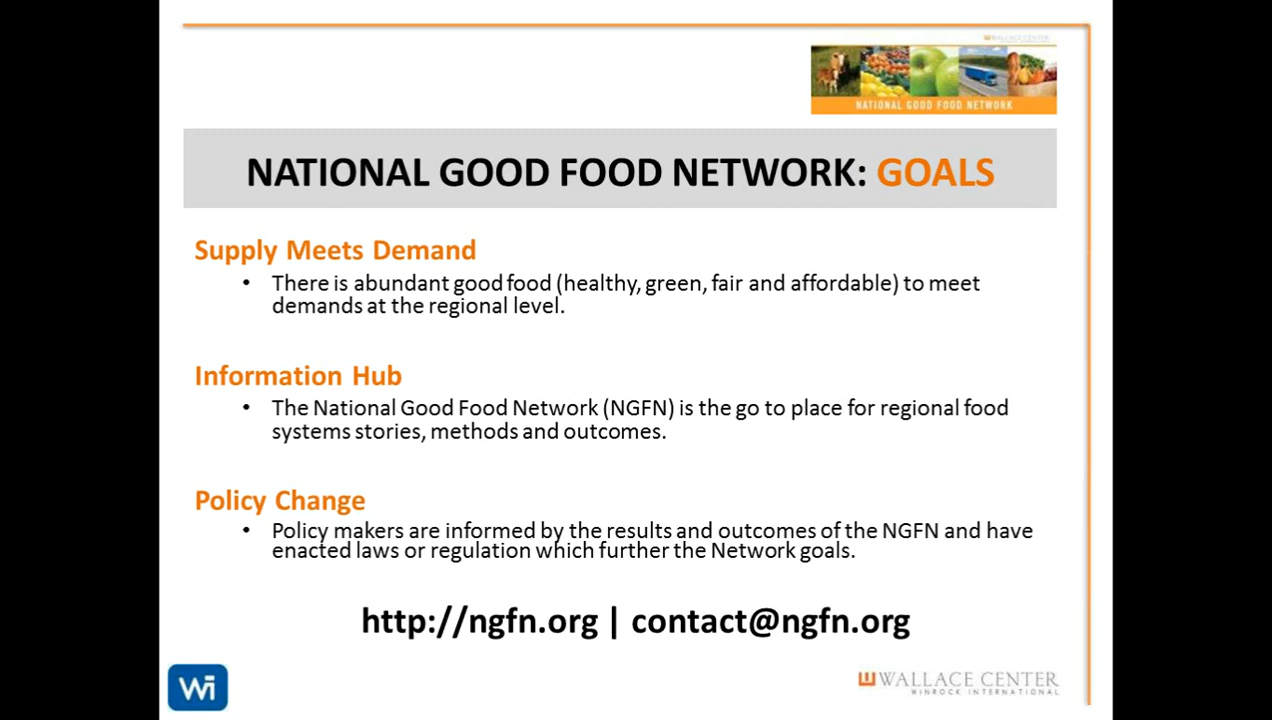 WALLACE CENTER
NATIONAL GOOD FOOD NETWORK
NATIONAL GOOD FOOD NETWORK: GOALS
Supply Meets Demand
• There is abundant good food (healthy, green, fair and affordable) to meet
demands at the regional level.
Information Hub
• The National Good Food Network (NGFN) is the go to place for regional food
systems stories, methods and outcomes.
Policy Change
• Policy makers are informed by the results and outcomes of the NGFN and have
enacted laws or regulation which further the Network goals.
http://ngfn.org | contact@ngfn.org
Wi
WALLACE CENTER
WINROCK INTERNATIONAL